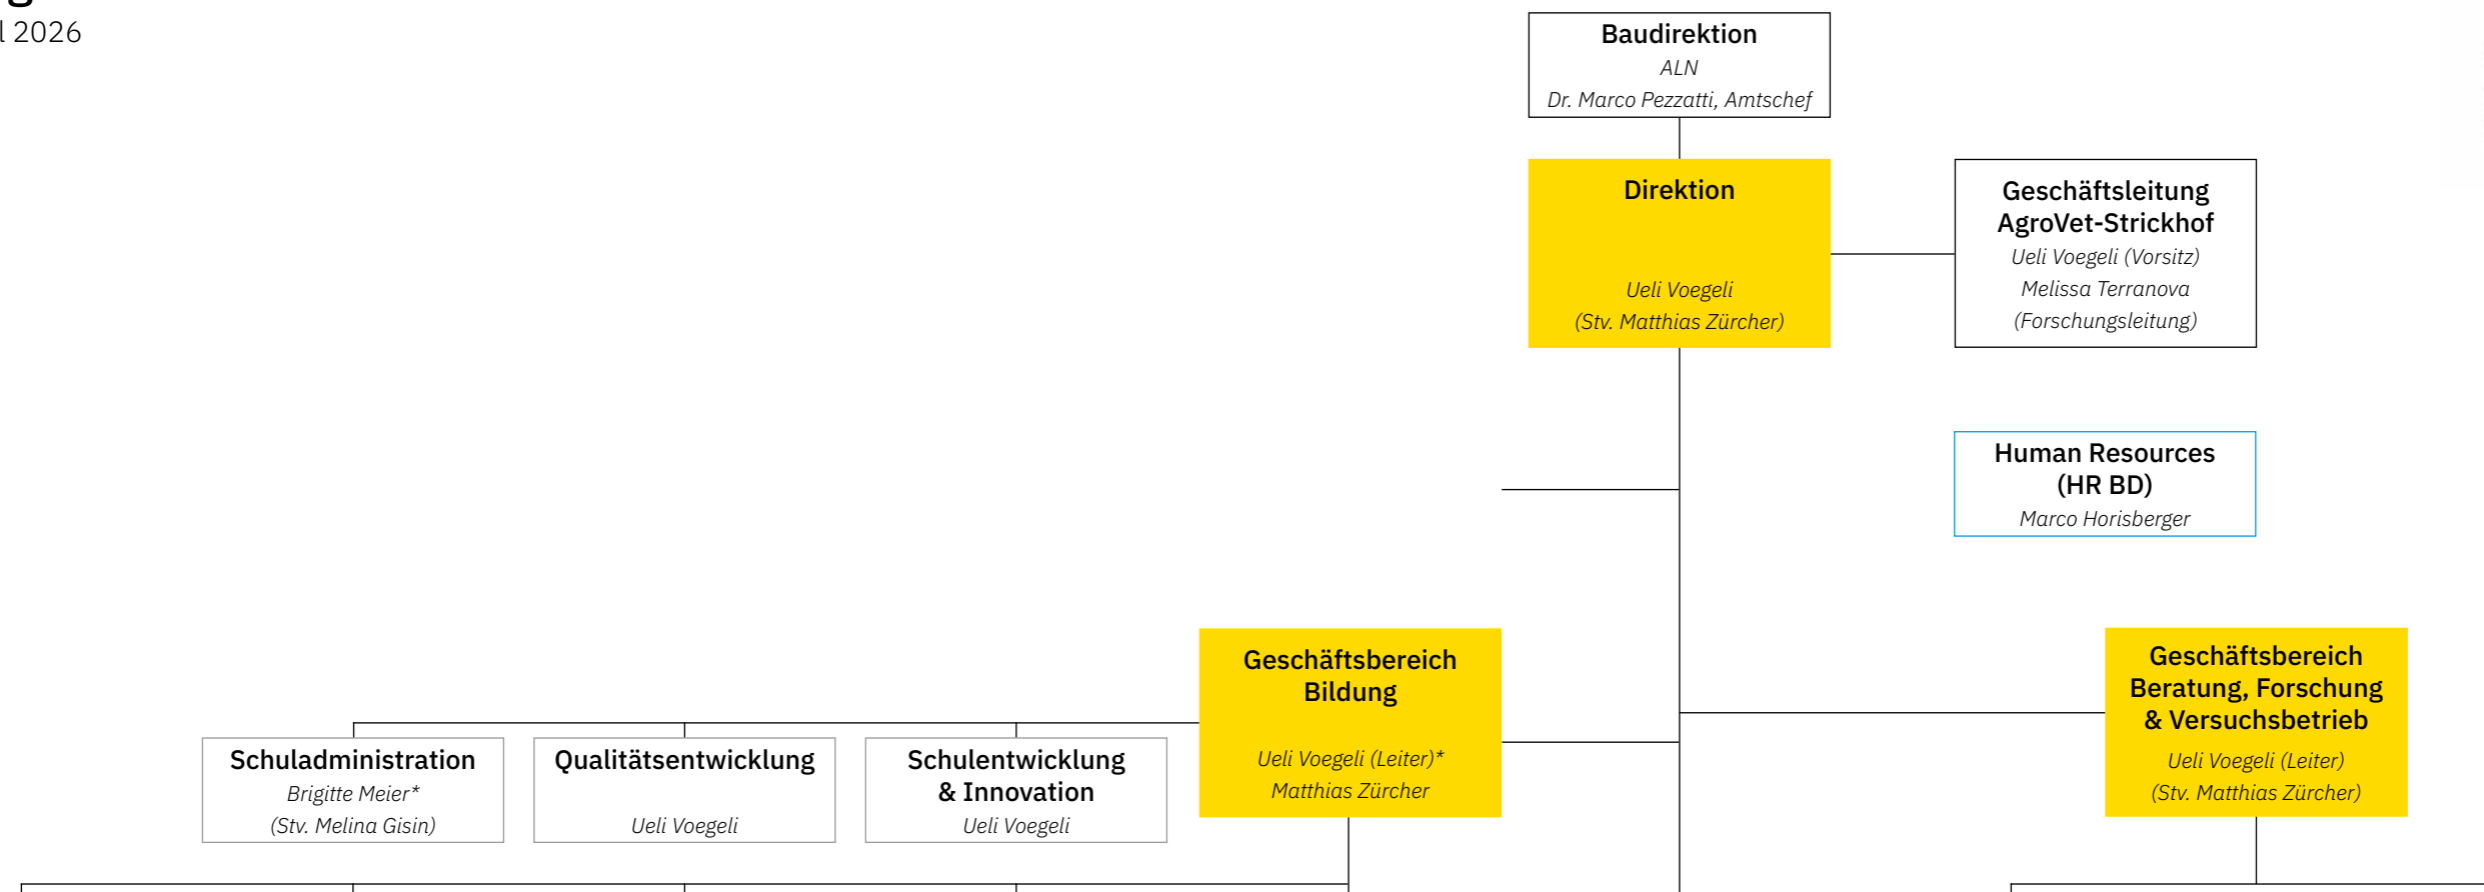 2026
Baudirektion
ALN
Dr. Marco Pezzatti, Amtschef
Direktion
Ueli Voegeli
(Stv. Matthias Zürcher)
Geschäftsleitung
AgroVet-Strickhof
Ueli Voegeli (Vorsitz)
Melissa Terranova
(Forschungsleitung)
Human Resources
(HR BD)
Marco Horisberger
Geschäftsbereich
Bildung
Ueli Voegeli (Leiter)*
Matthias Zürcher
Geschäftsbereich
Beratung, Forschung
& Versuchsbetrieb
Ueli Voegeli (Leiter)
(Stv. Matthias Zürcher)
Schuladministration
Brigitte Meier*
(Stv. Melina Gisin)
Qualitätsentwicklung
Ueli Voegeli
Schulentwicklung
& Innovation
Ueli Voegeli